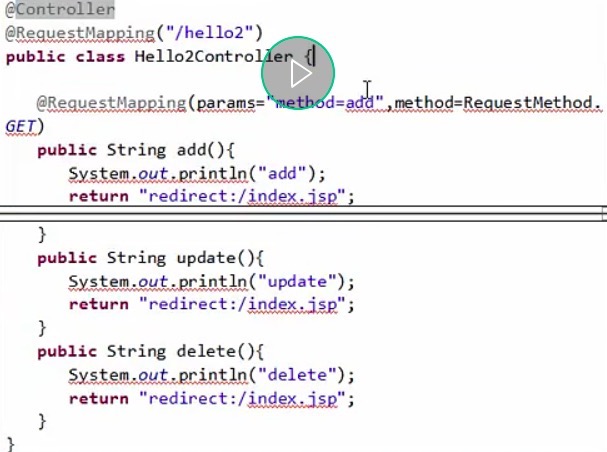 @Controller
@RequestMapping("/hello2")
public class Hello2Controller {
@RequestMapping(params="method=add",method=RequestMethod.
GET)
public String add(){
System.out.println("add");
return "redirect:/index.jsp";
}
public String update(){
System.out.println("update");
return "redirect:/index.jsp";
}
public String delete(){
System.out.println("delete");
return "redirect:/index.jsp";
}
}